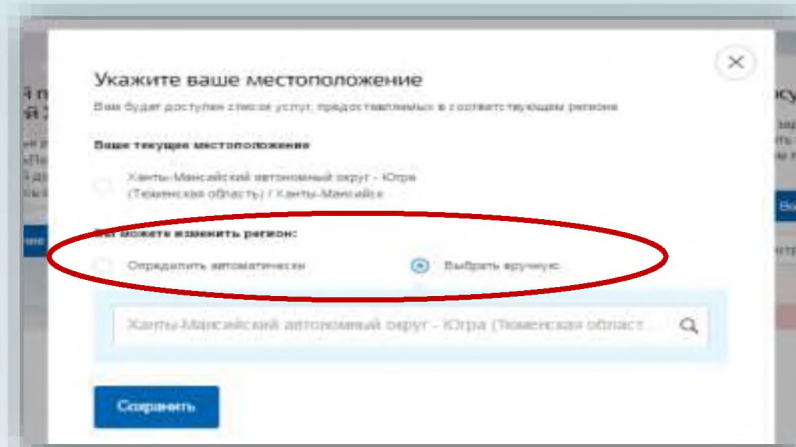 Укажите ваше местоположение
Вам будет доступен список услуг, предоставляемых в соответствующем регионе
Ваше текущее местоположение
Ханты-Мансийский автономный округ - Югра
(Тюменская область) / Ханты-Мансийск
Вы можете изменить регион:
Определить автоматически
Выбрать вручную
Ханты-Мансийский автономный округ - Югра (Тюменская област...
Сохранить